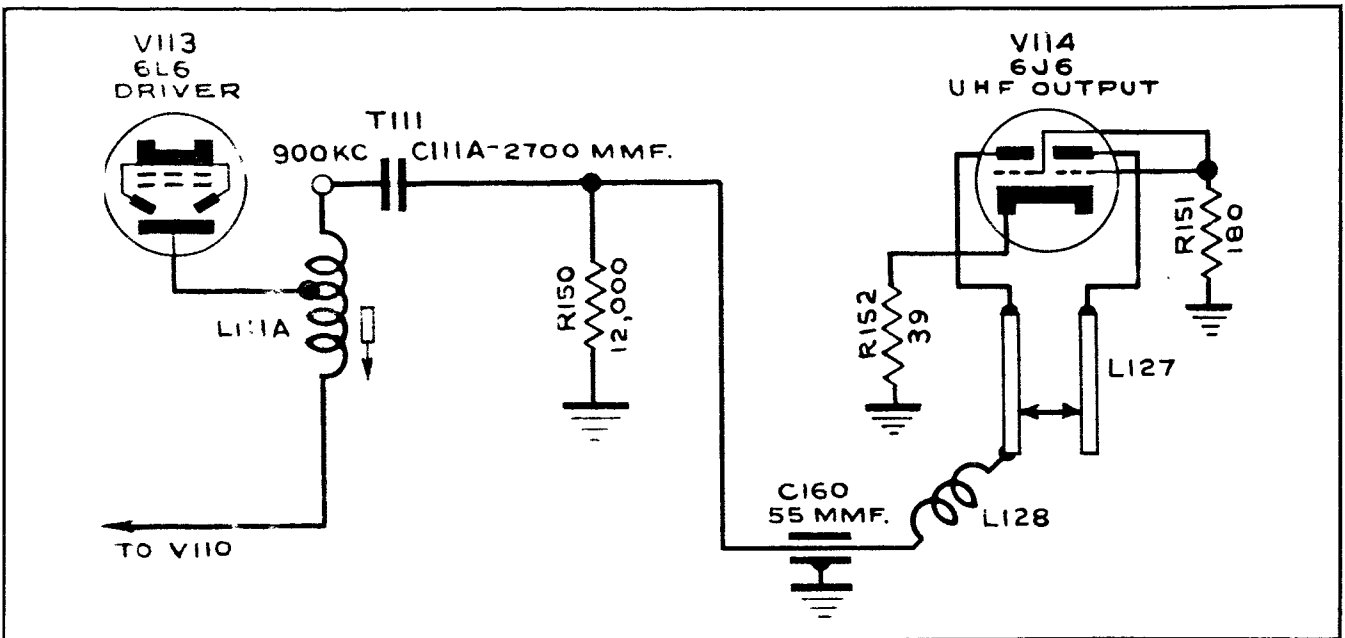 V113
6L6
DRIVER
V114
6J6
UHF OUTPUT
T111
900KC C111A-2700 MMF.
R151
180
R150
12,000
R152
39
L111A
L127
C160
55 MMF.
L128
TO V110